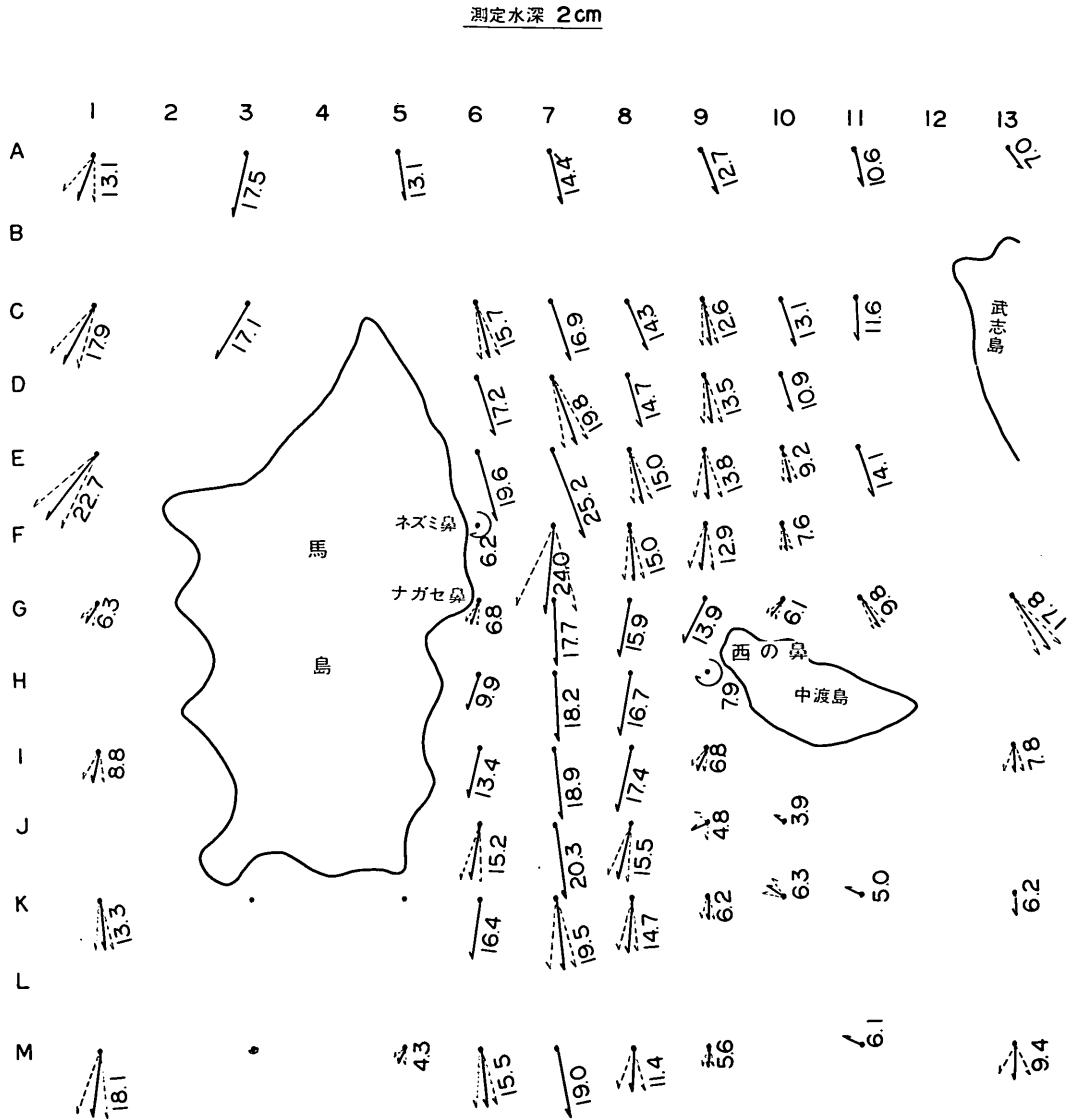 測定水深 2cm
1 2 3 4 5 6 7 8 9 10 11 12 13
A 13.1 17.5 13.1 14.4 12.7 10.6 7.0
B
C 17.9 17.1 15.7 16.9 14.3 12.6 13.1 11.6
武志島
D 17.2 19.8 14.7 13.5 10.9
E 22.7 19.6 25.2 15.0 13.8 9.2 14.1
ネズミ鼻
F 6.2 24.0 15.0 12.9 7.6
馬島
ナガセ鼻
G 6.3 6.8 17.7 15.9 13.9 6.1 9.8 17.8
西の鼻
H 9.9 18.2 16.7 7.9
中渡島
I 8.8 13.4 18.9 17.4 6.8 7.8
J 15.2 20.3 15.5 4.8 3.9
K 13.3 16.4 19.5 14.7 6.2 6.3 5.0 6.2
L
M 18.1 4.3 15.5 19.0 11.4 5.6 6.1 9.4